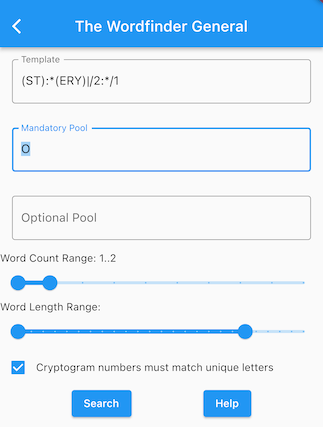 The Wordfinder General
Template
(ST):*(ERY)|/2:*/1
Mandatory Pool
O
Optional Pool
Word Count Range: 1..2
Word Length Range:
Cryptogram numbers must match unique letters
Search
Help